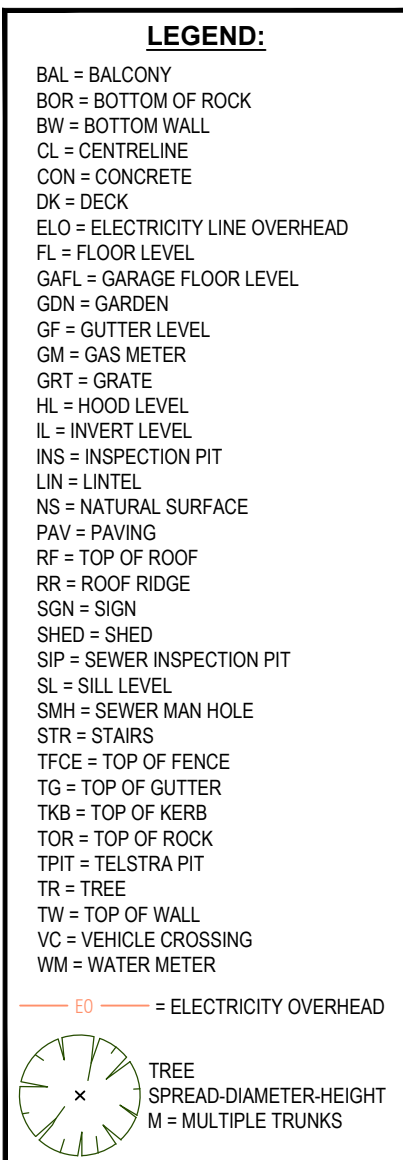 LEGEND:
BAL = BALCONY
BOR = BOTTOM OF ROCK
BW = BOTTOM WALL
CL = CENTRELINE
CON = CONCRETE
DK = DECK
ELO = ELECTRICITY LINE OVERHEAD
FL = FLOOR LEVEL
GAFL = GARAGE FLOOR LEVEL
GDN = GARDEN
GF = GUTTER LEVEL
GM = GAS METER
GRT = GRATE
HL = HOOD LEVEL
IL = INVERT LEVEL
INS = INSPECTION PIT
LIN = LINTEL
NS = NATURAL SURFACE
PAV = PAVING
RF = TOP OF ROOF
RR = ROOF RIDGE
SGN = SIGN
SHED = SHED
SIP = SEWER INSPECTION PIT
SL = SILL LEVEL
SMH = SEWER MAN HOLE
STR = STAIRS
TFCE = TOP OF FENCE
TG = TOP OF GUTTER
TKB = TOP OF KERB
TOR = TOP OF ROCK
TPIT = TELSTRA PIT
TR = TREE
TW = TOP OF WALL
VC = VEHICLE CROSSING
WM = WATER METER
EO = ELECTRICITY OVERHEAD
TREE
SPREAD-DIAMETER-HEIGHT
M = MULTIPLE TRUNKS